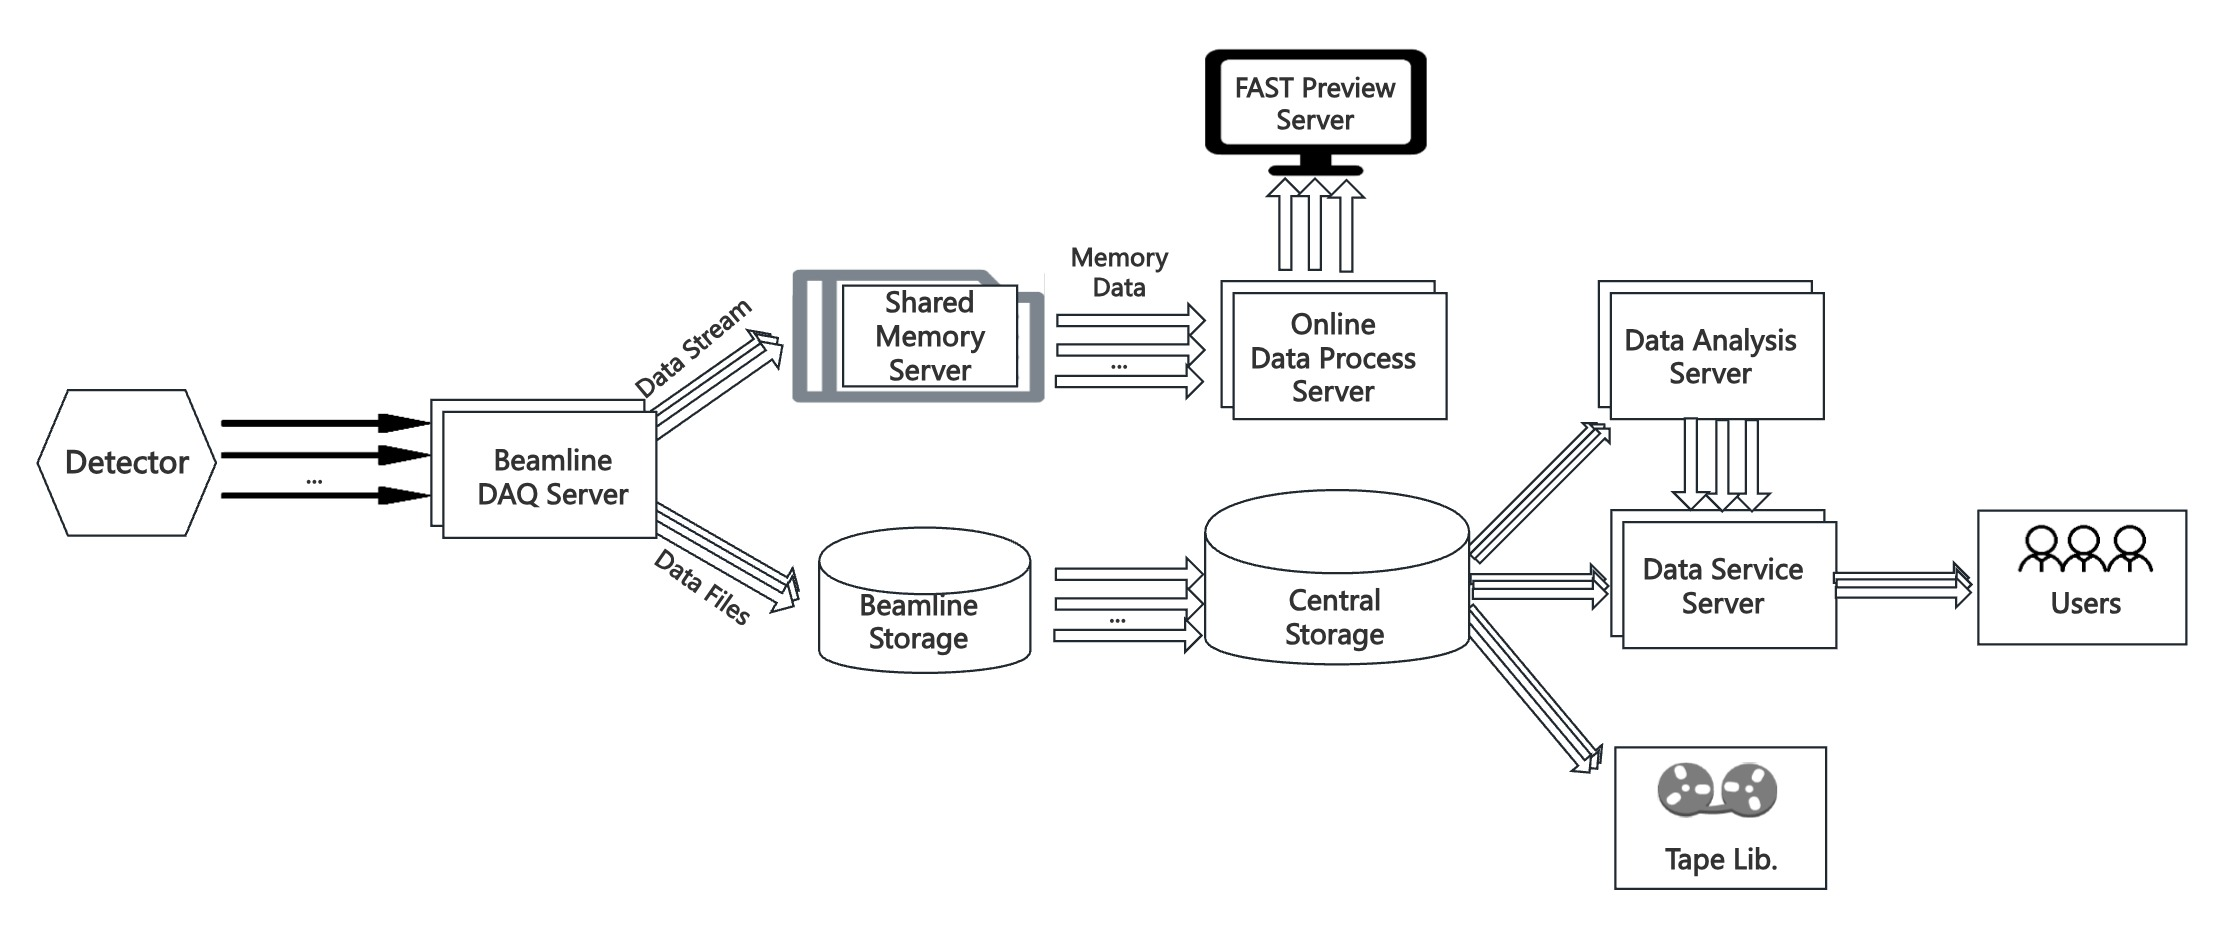 FAST Preview
Server
Memory
Data
Data Stream
Shared
Memory
Server
...
Online
Data Process
Server
Data Analysis
Server
Detector
...
Beamline
DAQ Server
Data Files
Beamline
Storage
...
Central
Storage
Data Service
Server
Users
Tape Lib.